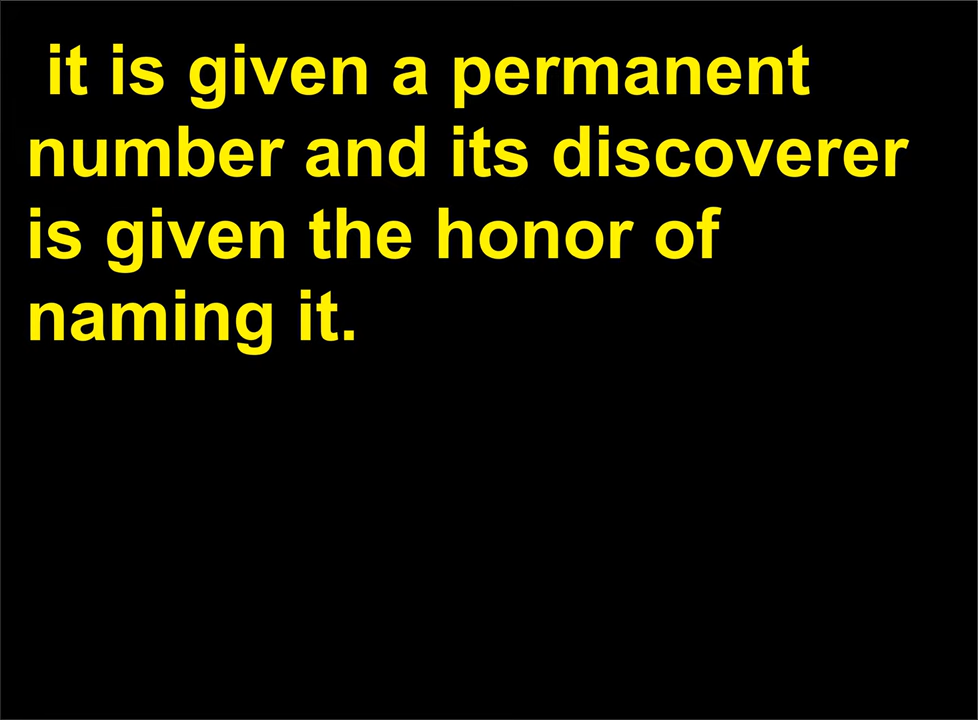 it is given a permanent
number and its discoverer
is given the honor of
naming it.